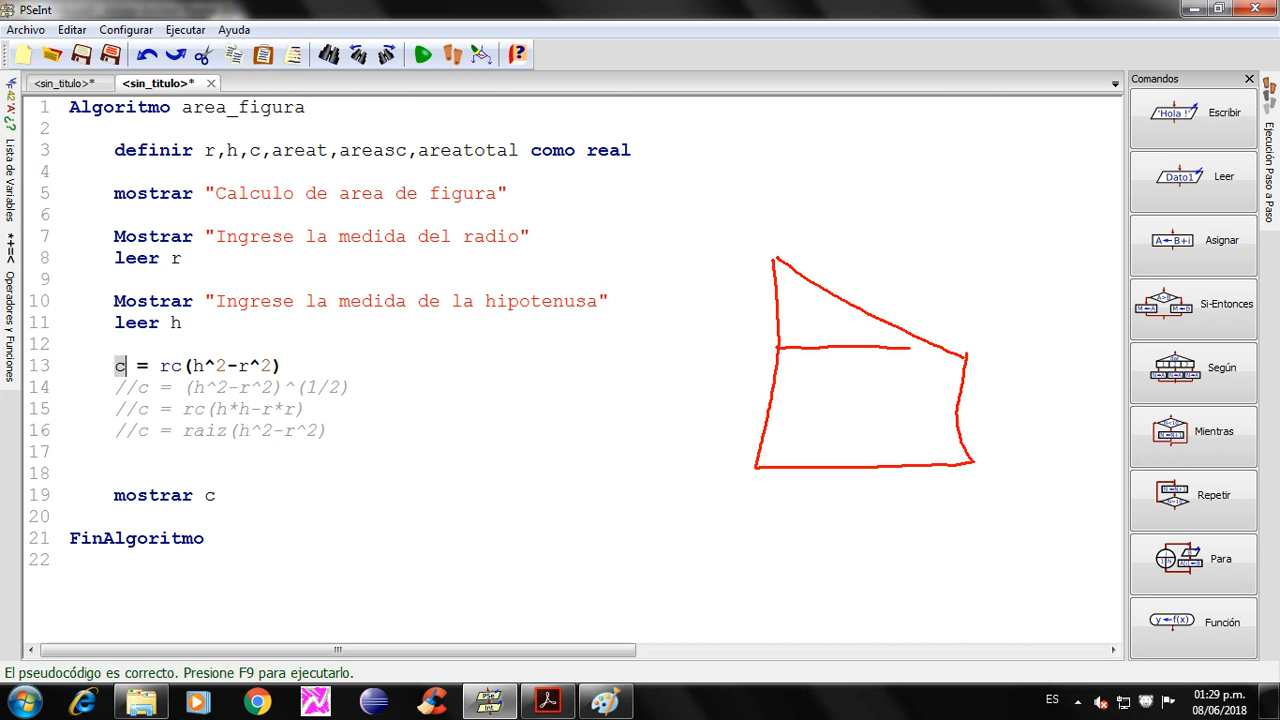 PSeInt
Archivo Editar Configurar Ejecutar Ayuda
<sin_titulo>* <sin_titulo>*
Comandos
1 Algoritmo area_figura
2
3 definir r,h,c,areat,areasc,areatotal como real
4
5 mostrar "Calculo de area de figura"
6
7 Mostrar "Ingrese la medida del radio"
8 leer r
9
10 Mostrar "Ingrese la medida de la hipotenusa"
11 leer h
12
13 c = rc(h^2-r^2)
14 //c = (h^2-r^2)^(1/2)
15 //c = rc(h*h-r*r)
16 //c = raiz(h^2-r^2)
17
18
19 mostrar c
20
21 FinAlgoritmo
22
Lista de Variables
Operadores y Funciones
'Hola !' Escribir
Dato1 Leer
A←B+i Asignar
Si-Entonces
Según
Mientras
Repetir
Para
y←f(x) Función
Ejecución Paso a Paso
El pseudocódigo es correcto. Presione F9 para ejecutarlo.
ES
01:29 p.m.
08/06/2018